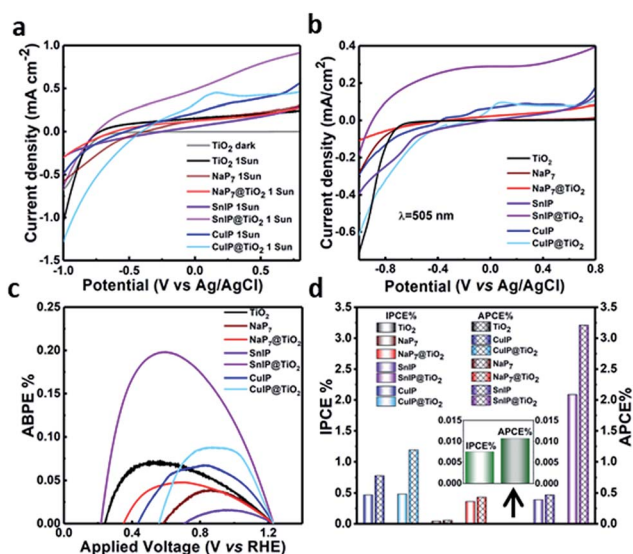 a
Current density (mA cm⁻²)
1.0
0.5
0.0
-0.5
-1.0
-1.5
TiO₂ dark
TiO₂ 1Sun
NaP₇ 1Sun
NaP₇@TiO₂ 1 Sun
SnIP 1Sun
SnIP@TiO₂ 1 Sun
CuIP 1Sun
CuIP@TiO₂ 1 Sun
-1.0 -0.5 0.0 0.5
Potential (V vs Ag/AgCl)
b
Current density (mA/cm²)
0.4
0.2
0.0
-0.2
-0.4
-0.6
λ=505 nm
TiO₂
NaP₇
NaP₇@TiO₂
SnIP
SnIP@TiO₂
CuIP
CuIP@TiO₂
-0.8 0.0 0.8
Potential (V vs Ag/AgCl)
c
ABPE %
0.25
0.20
0.15
0.10
0.05
0.00
TiO₂
NaP₇
NaP₇@TiO₂
SnIP
SnIP@TiO₂
CuIP
CuIP@TiO₂
0.0 0.3 0.6 0.9 1.2 1.5
Applied Voltage (V vs RHE)
d
IPCE %
3.5
3.0
2.5
2.0
1.5
1.0
0.5
0.0
IPCE%
TiO₂
NaP₇
NaP₇@TiO₂
SnIP
SnIP@TiO₂
CuIP
CuIP@TiO₂
APCE%
TiO₂
CuIP
CuIP@TiO₂
NaP₇
NaP₇@TiO₂
SnIP
SnIP@TiO₂
0.015
0.010
0.005
0.000
IPCE%
APCE%
0.015
0.010
0.005
0.000
3.5
3.0
2.5
2.0
1.5
1.0
0.5
0.0
APCE%